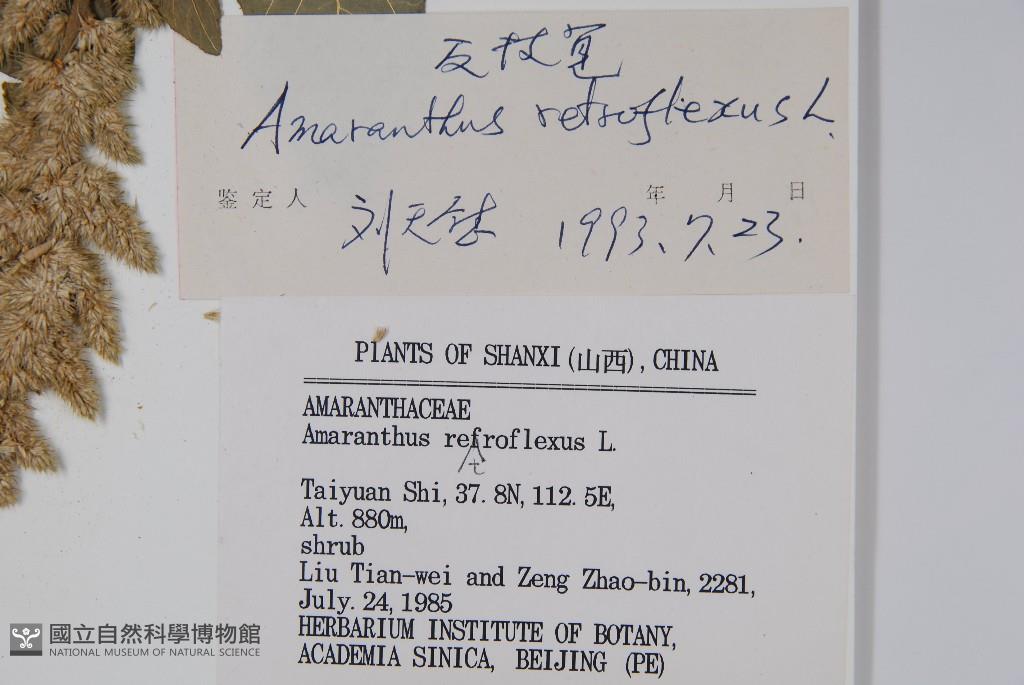 反枝苋
Amaranthus retroflexus L.
鉴定人 刘天 年 月 日
1993.7.23.
PlANTS OF SHANXI(山西), CHINA
AMARANTHACEAE
Amaranthus refroflexus L.
t
Taiyuan Shi, 37. 8N, 112. 5E,
Alt. 880m,
shrub
Liu Tian-wei and Zeng Zhao-bin, 2281,
July. 24, 1985
HERBARIUM INSTITUTE OF BOTANY,
ACADEMIA SINICA, BEIJING (PE)
國立自然科學博物館
NATIONAL MUSEUM OF NATURAL SCIENCE